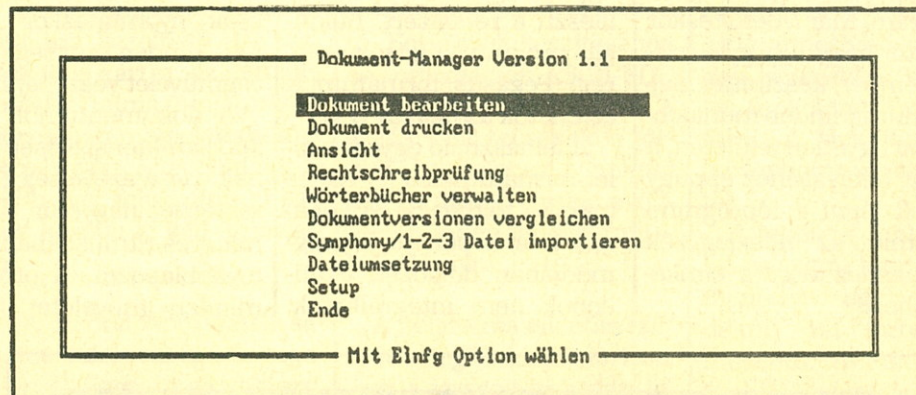 Dokument-Manager Version 1.1
Dokument bearbeiten
Dokument drucken
Ansicht
Rechtschreibprüfung
Wörterbücher verwalten
Dokumentversionen vergleichen
Symphony/1-2-3 Datei importieren
Dateiumsetzung
Setup
Ende
Mit Elnfg Option wählen